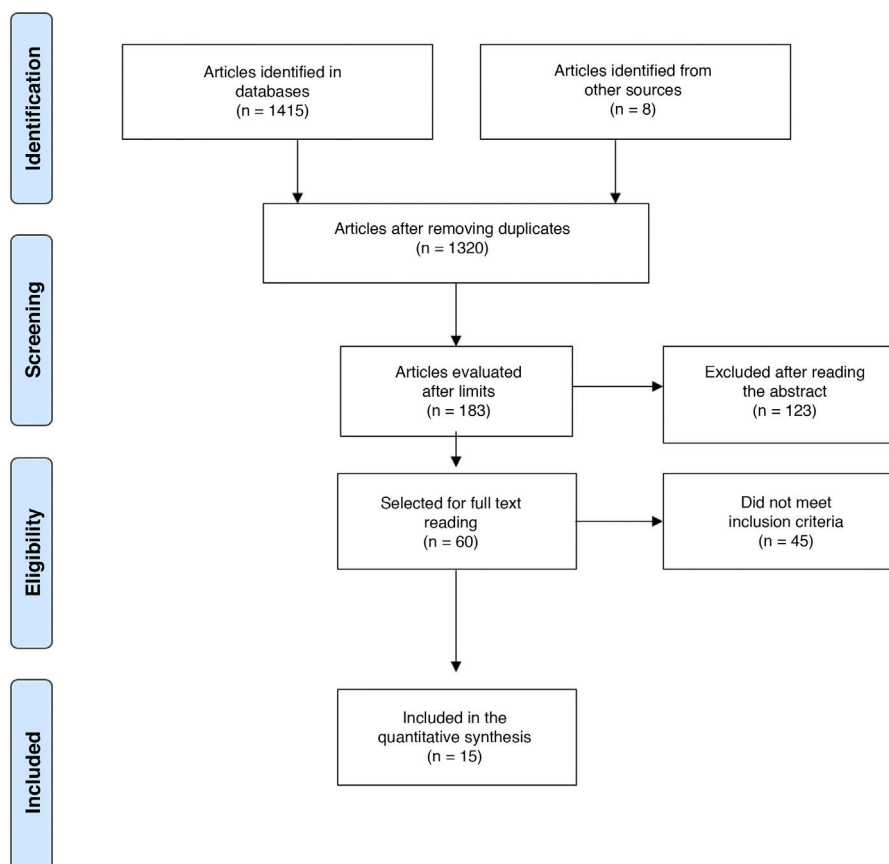 Identification
Articles identified in
databases
(n = 1415)
Articles identified from
other sources
(n = 8)
Articles after removing duplicates
(n = 1320)
Screening
Articles evaluated
after limits
(n = 183)
Excluded after reading
the abstract
(n = 123)
Eligibility
Selected for full text
reading
(n = 60)
Did not meet
inclusion criteria
(n = 45)
Included
Included in the
quantitative synthesis
(n = 15)